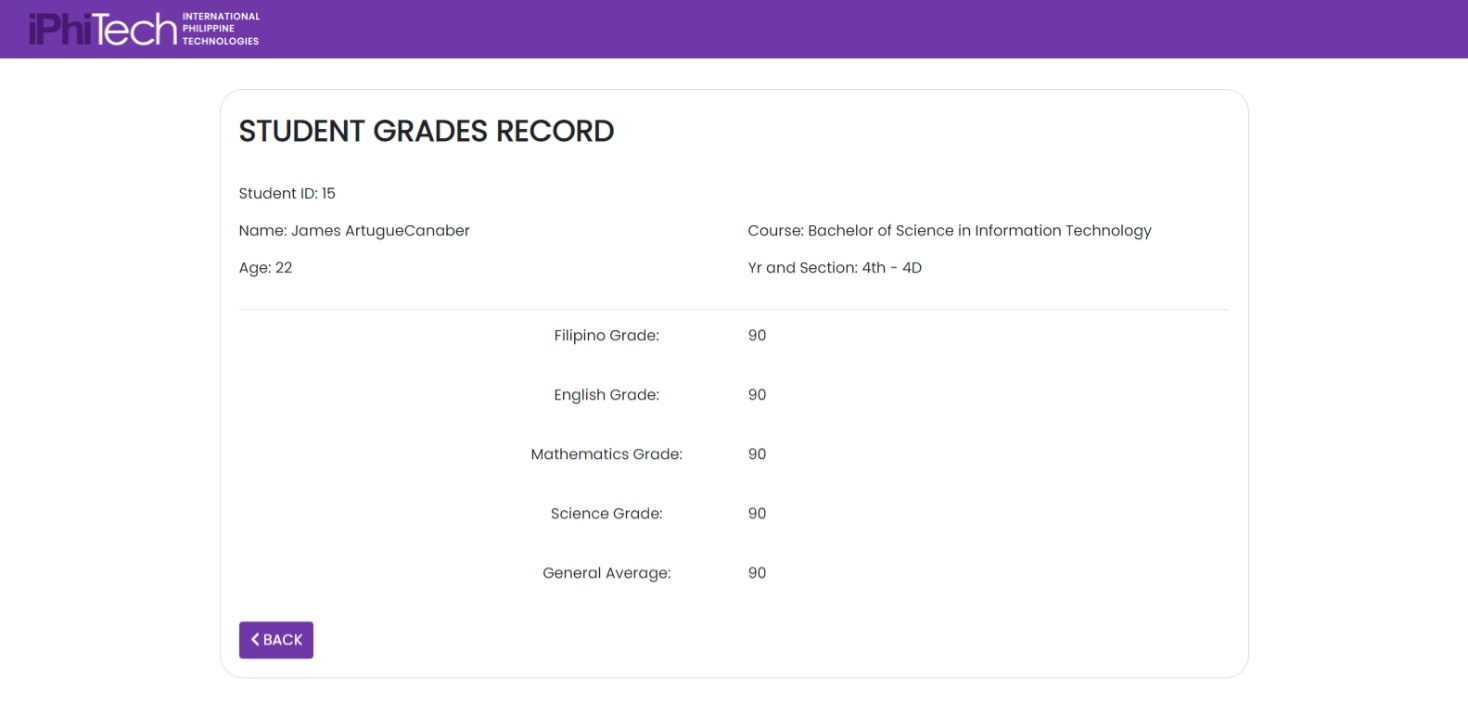 iPhiTech INTERNATIONAL
PHILIPPINE
TECHNOLOGIES
STUDENT GRADES RECORD
Student ID: 15
Name: James ArtugueCanaber Course: Bachelor of Science in Information Technology
Age: 22 Yr and Section: 4th - 4D
Filipino Grade: 90
English Grade: 90
Mathematics Grade: 90
Science Grade: 90
General Average: 90
BACK